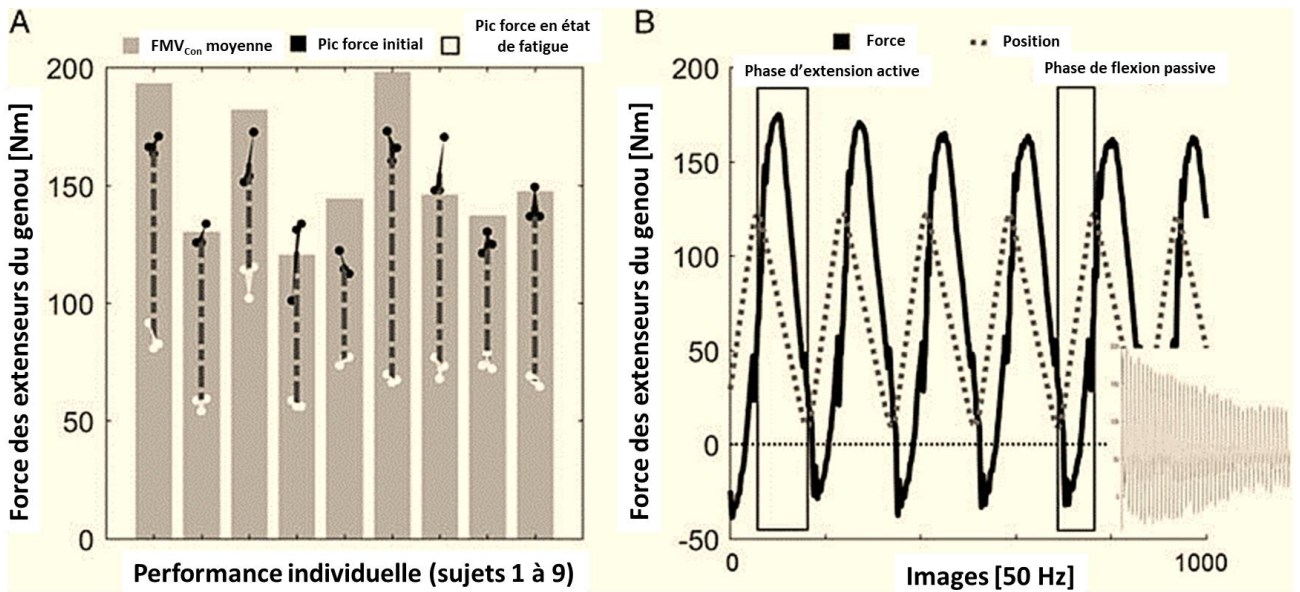 A
FMVCon moyenne
Pic force initial
Pic force en état
de fatigue
Force des extenseurs du genou [Nm]
200
150
100
50
0
Performance individuelle (sujets 1 à 9)
B
Force
Position
Phase d'extension active
Phase de flexion passive
Force des extenseurs du genou [Nm]
200
150
100
50
0
-50
0
Images [50 Hz]
1000